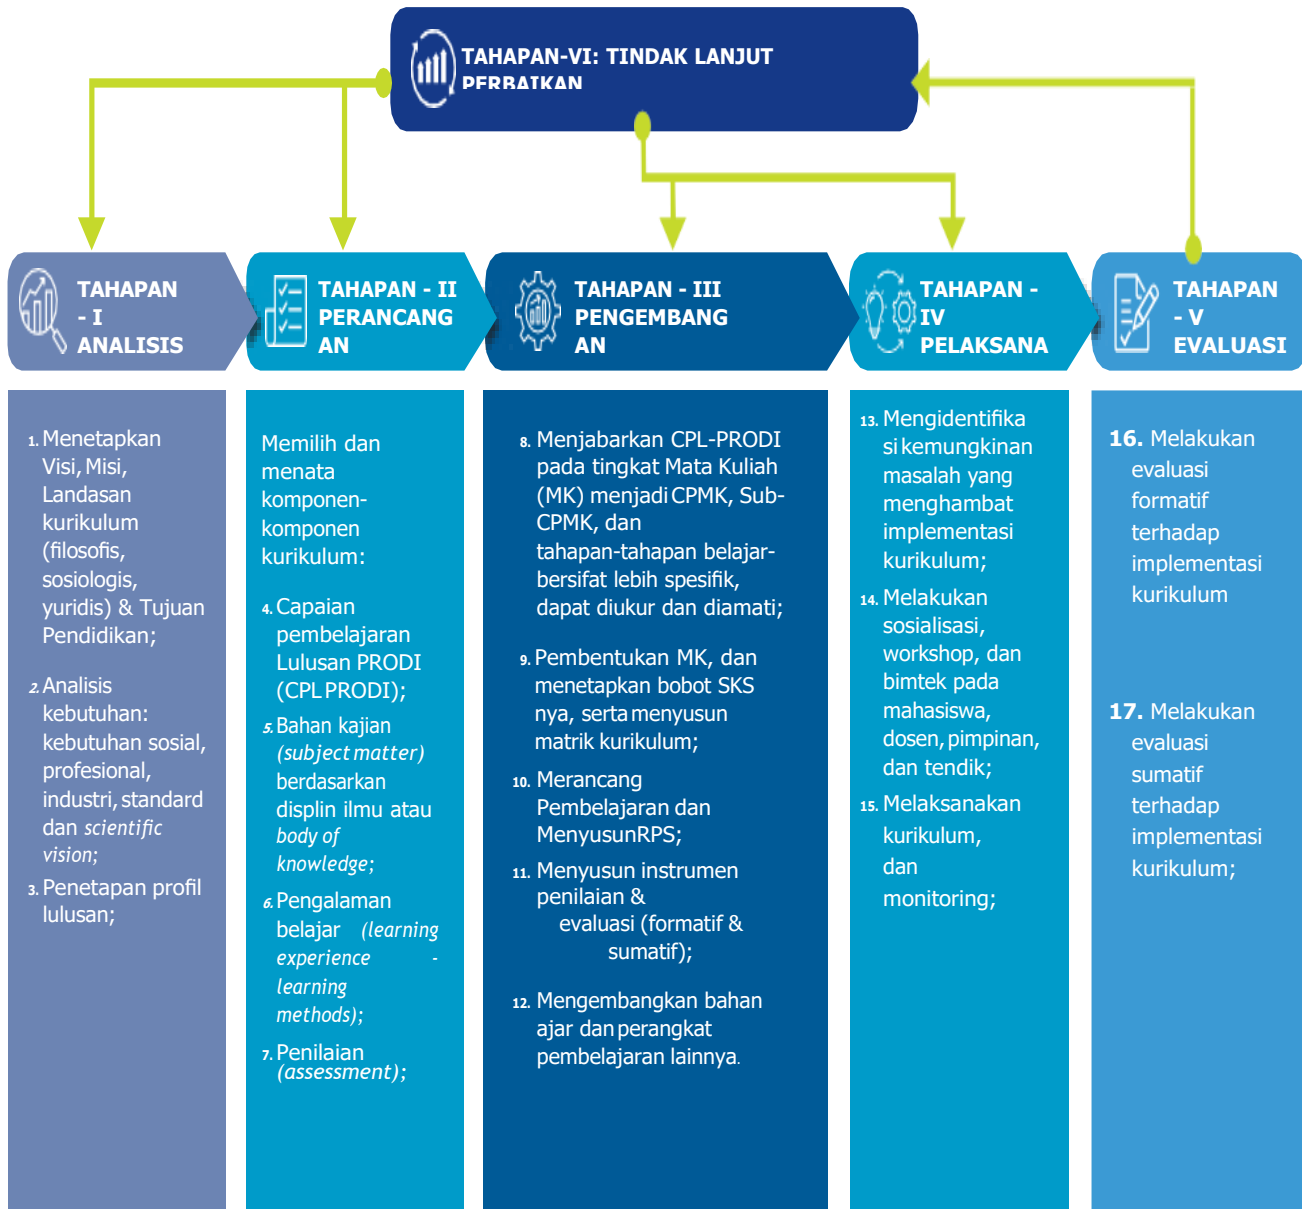 TAHAPAN-VI: TINDAK LANJUT
PERBAIKAN
TAHAPAN
- I
ANALISIS
1. Menetapkan
Visi, Misi,
Landasan
kurikulum
(filosofis,
sosiologis,
yuridis) & Tujuan
Pendidikan;
2. Analisis
kebutuhan:
kebutuhan sosial,
profesional,
industri, standard
dan scientific
vision;
3. Penetapan profil
lulusan;
TAHAPAN - II
PERANCANG
AN
Memilih dan
menata
komponen-
komponen
kurikulum:
4. Capaian
pembelajaran
Lulusan PRODI
(CPL PRODI);
5. Bahan kajian
(subject matter)
berdasarkan
displin ilmu atau
body of
knowledge;
6. Pengalaman
belajar (learning
experience -
learning
methods);
7. Penilaian
(assessment);
TAHAPAN - III
PENGEMBANG
AN
8. Menjabarkan CPL-PRODI
pada tingkat Mata Kuliah
(MK) menjadi CPMK, Sub-
CPMK, dan
tahapan-tahapan belajar-
bersifat lebih spesifik,
dapat diukur dan diamati;
9. Pembentukan MK, dan
menetapkan bobot SKS
nya, serta menyusun
matrik kurikulum;
10. Merancang
Pembelajaran dan
MenyusunRPS;
11. Menyusun instrumen
penilaian &
evaluasi (formatif &
sumatif);
12. Mengembangkan bahan
ajar dan perangkat
pembelajaran lainnya.
TAHAPAN -
IV
PELAKSANA
13. Mengidentifika
si kemungkinan
masalah yang
menghambat
implementasi
kurikulum;
14. Melakukan
sosialisasi,
workshop, dan
bimtek pada
mahasiswa,
dosen, pimpinan,
dan tendik;
15. Melaksanakan
kurikulum,
dan
monitoring;
TAHAPAN
- V
EVALUASI
16. Melakukan
evaluasi
formatif
terhadap
implementasi
kurikulum
17. Melakukan
evaluasi
sumatif
terhadap
implementasi
kurikulum;